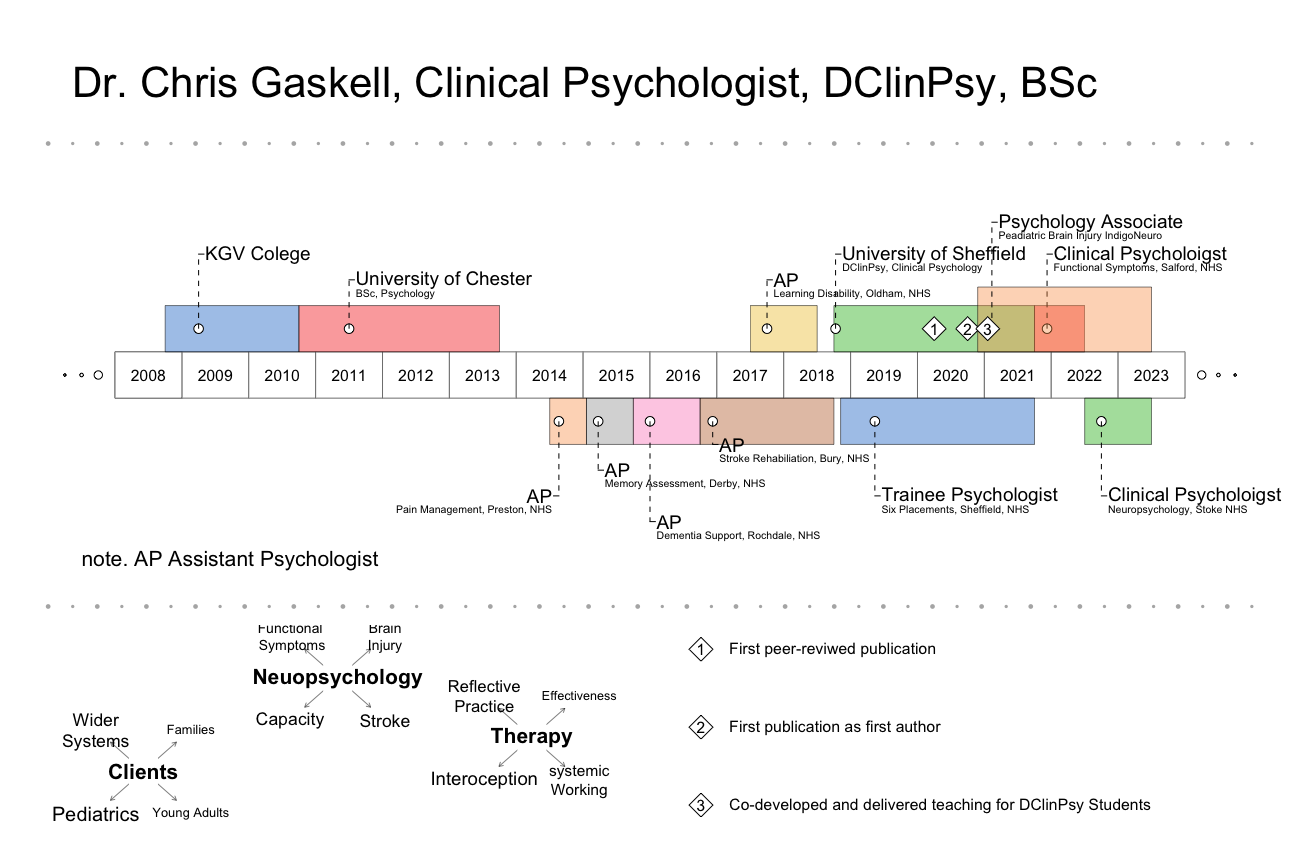 Dr. Chris Gaskell, Clinical Psychologist, DClinPsy, BSc
Psychology Associate
Peadiatric Brain Injury IndigoNeuro
KGV Colege
University of Sheffield
DClinPsy, Clinical Psychology
Clinical Psycholoigst
Functional Symptoms, Salford, NHS
University of Chester
BSc, Psychology
AP
Learning Disability, Oldham, NHS
1 2 3
2008 2009 2010 2011 2012 2013 2014 2015 2016 2017 2018 2019 2020 2021 2022 2023
AP
Stroke Rehabiliation, Bury, NHS
AP
Memory Assessment, Derby, NHS
AP
Pain Management, Preston, NHS
Trainee Psychologist
Six Placements, Sheffield, NHS
Clinical Psycholoigst
Neuropsychology, Stoke NHS
AP
Dementia Support, Rochdale, NHS
note. AP Assistant Psychologist
Functional
Symptoms
Brain
Injury
Neuopsychology
Capacity
Stroke
Reflective
Practice
Effectiveness
Therapy
Interoception
systemic
Working
Wider
Systems
Families
Clients
Pediatrics
Young Adults
1 First peer-reviwed publication
2 First publication as first author
3 Co-developed and delivered teaching for DClinPsy Students